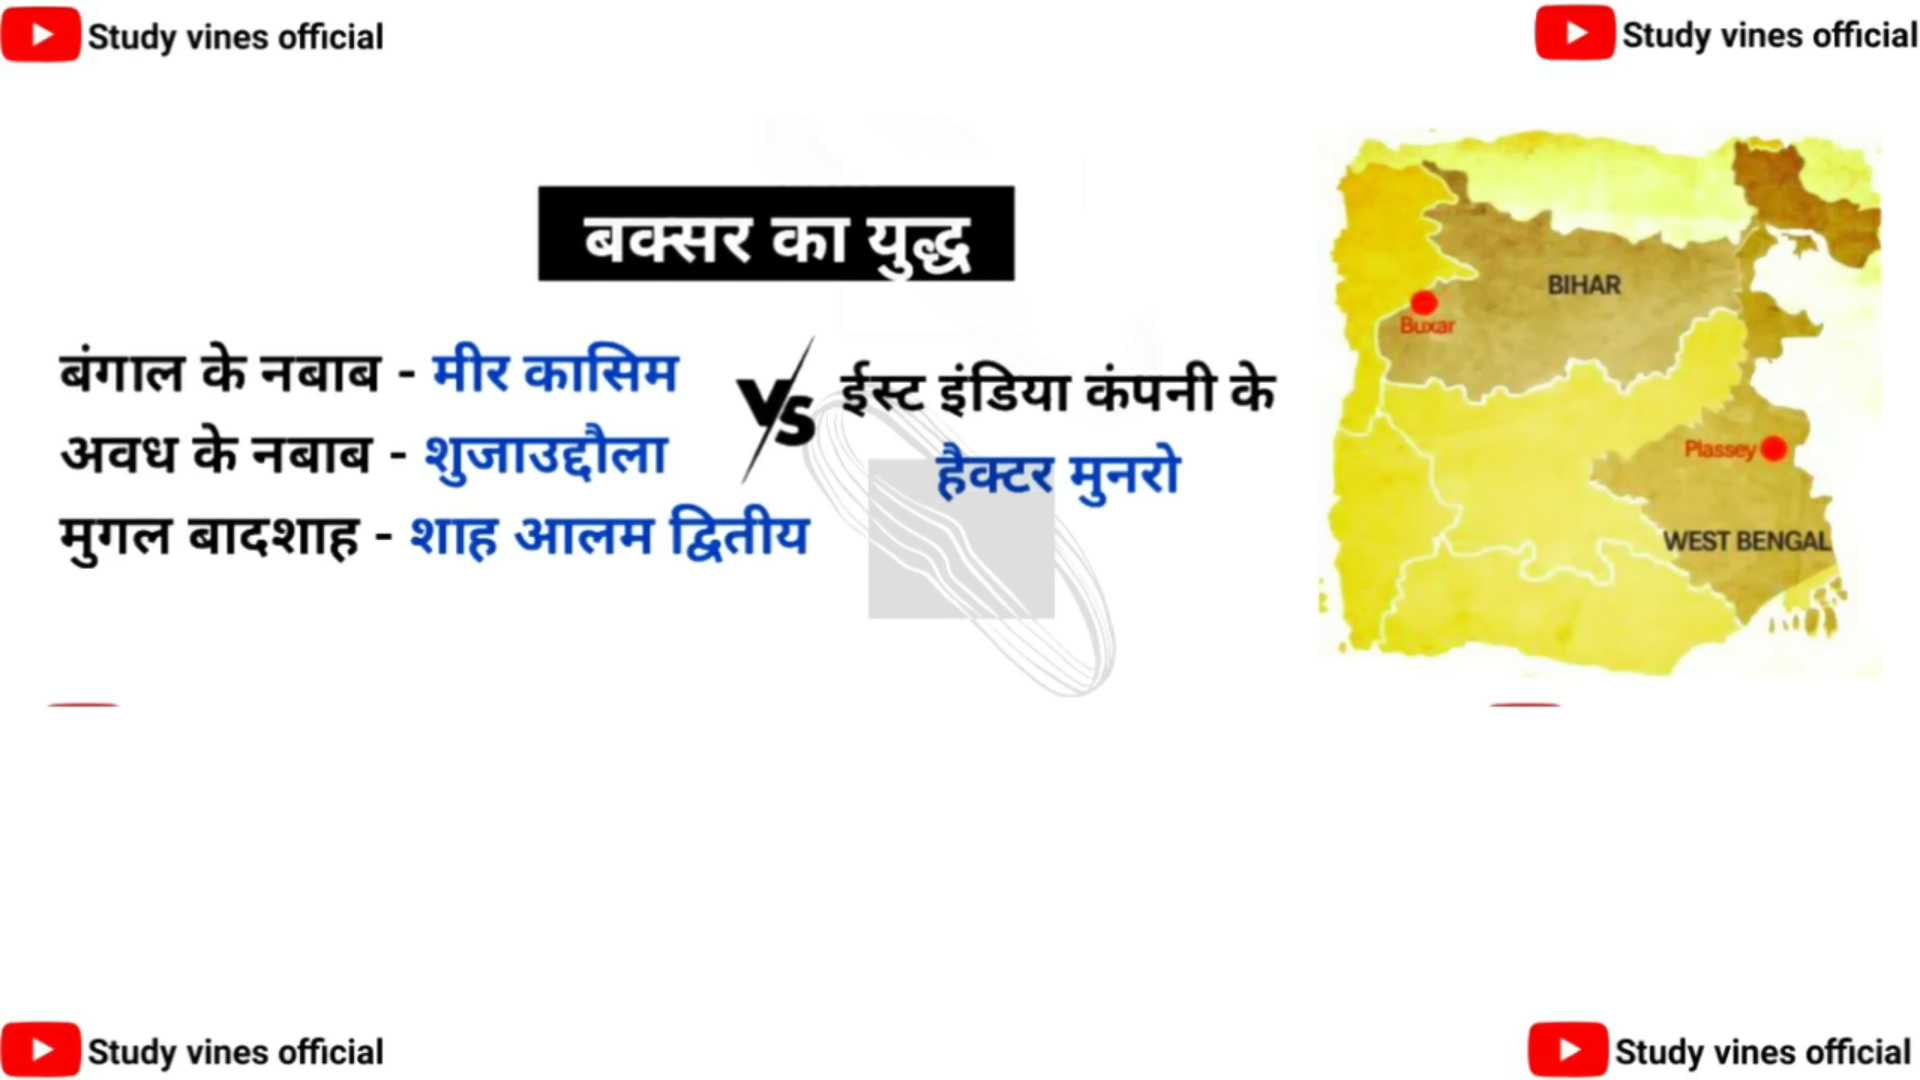 Study vines official
Study vines official
बक्सर का युद्ध
बंगाल के नबाब - मीर कासिम
अवध के नबाब - शुजाउद्दौला
मुगल बादशाह - शाह आलम द्वितीय
VS
ईस्ट इंडिया कंपनी के
हैक्टर मुनरो
BIHAR
Buxar
Plassey
WEST BENGAL
Study vines official
Study vines official